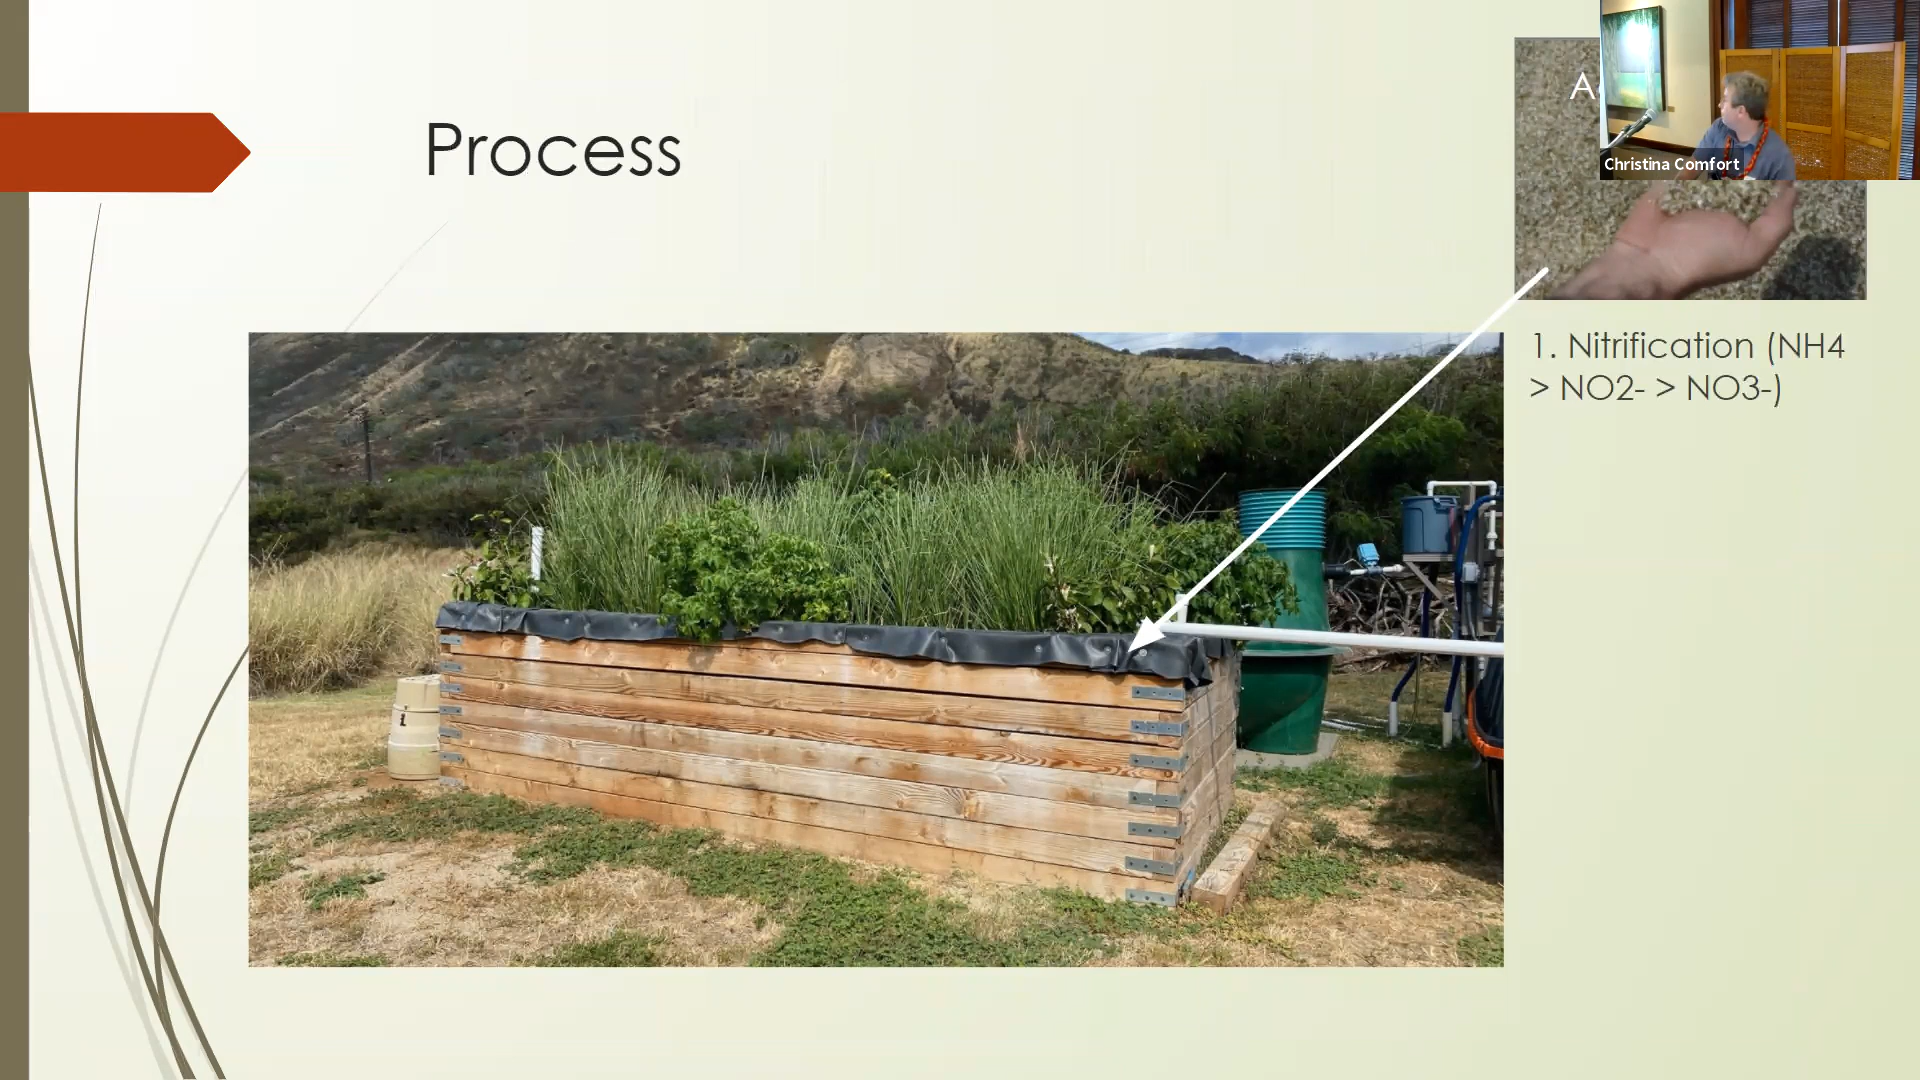 Process
Christina Comfort
1. Nitrification (NH4
> NO2- > NO3-)